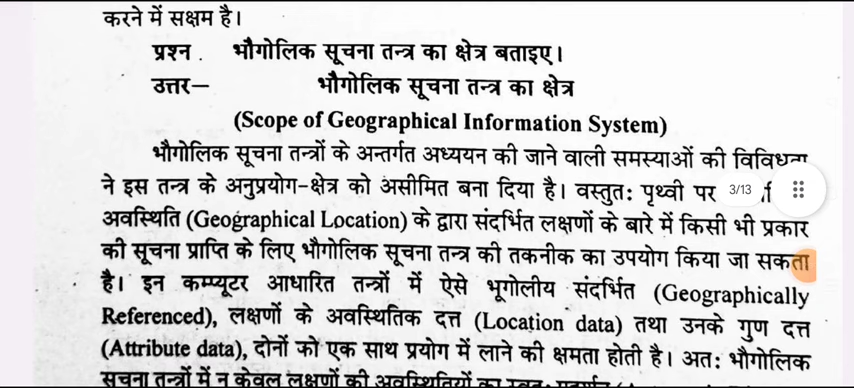 करने में सक्षम है।
प्रश्न . भौगोलिक सूचना तन्त्र का क्षेत्र बताइए।
उत्तर— भौगोलिक सूचना तन्त्र का क्षेत्र
(Scope of Geographical Information System)
भौगोलिक सूचना तन्त्रों के अन्तर्गत अध्ययन की जाने वाली समस्याओं की विविधता
ने इस तन्त्र के अनुप्रयोग-क्षेत्र को असीमित बना दिया है। वस्तुतः पृथ्वी पर 3/13
अवस्थिति (Geographical Location) के द्वारा संदर्भित लक्षणों के बारे में किसी भी प्रकार
की सूचना प्राप्ति के लिए भौगोलिक सूचना तन्त्र की तकनीक का उपयोग किया जा सकता
है। इन कम्प्यूटर आधारित तन्त्रों में ऐसे भूगोलीय संदर्भित (Geographically
Referenced), लक्षणों के अवस्थितिक दत्त (Location data) तथा उनके गुण दत्त
(Attribute data), दोनों को एक साथ प्रयोग में लाने की क्षमता होती है। अतः भौगोलिक
सूचना तन्त्रों में न केवल लक्षणों की अवस्थितियों का